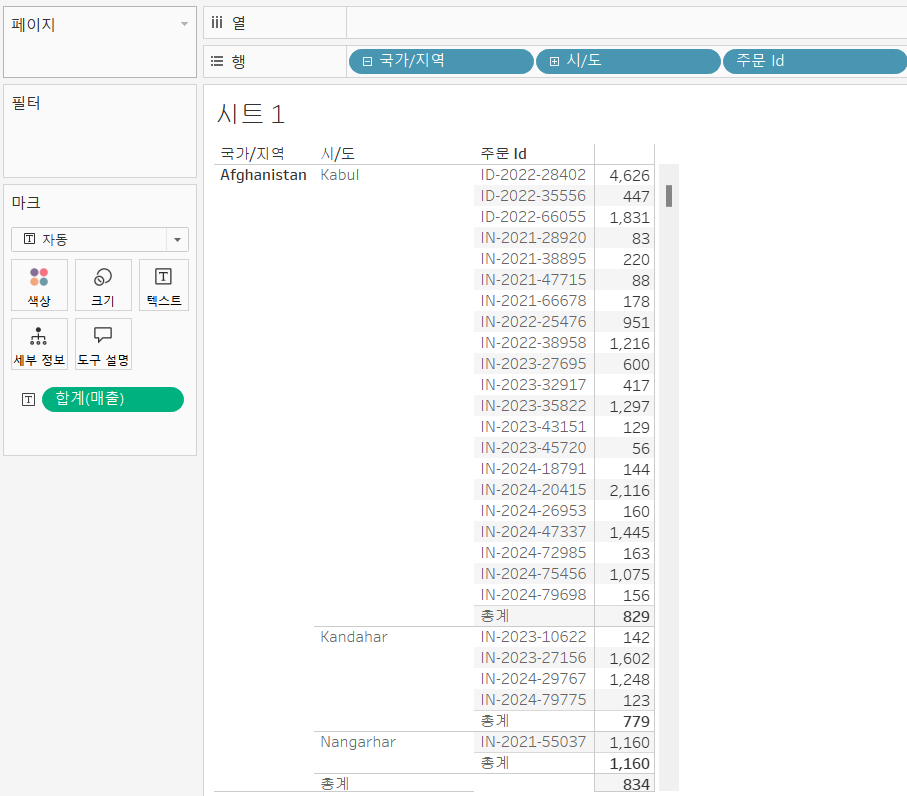 페이지
iii 열
행
국가/지역 시/도 주문 Id
필터
마크
자동
색상 크기 텍스트
세부 정보 도구 설명
합계(매출)
시트 1
국가/지역 시/도 주문 Id
Afghanistan Kabul ID-2022-28402 4,626
ID-2022-35556 447
ID-2022-66055 1,831
IN-2021-28920 83
IN-2021-38895 220
IN-2021-47715 88
IN-2021-66678 178
IN-2022-25476 951
IN-2022-38958 1,216
IN-2023-27695 600
IN-2023-32917 417
IN-2023-35822 1,297
IN-2023-43151 129
IN-2023-45720 56
IN-2024-18791 144
IN-2024-20415 2,116
IN-2024-26953 160
IN-2024-47337 1,445
IN-2024-72985 163
IN-2024-75456 1,075
IN-2024-79698 156
총계 829
Kandahar IN-2023-10622 142
IN-2023-27156 1,602
IN-2024-29767 1,248
IN-2024-79775 123
총계 779
Nangarhar IN-2021-55037 1,160
총계 1,160
총계 834